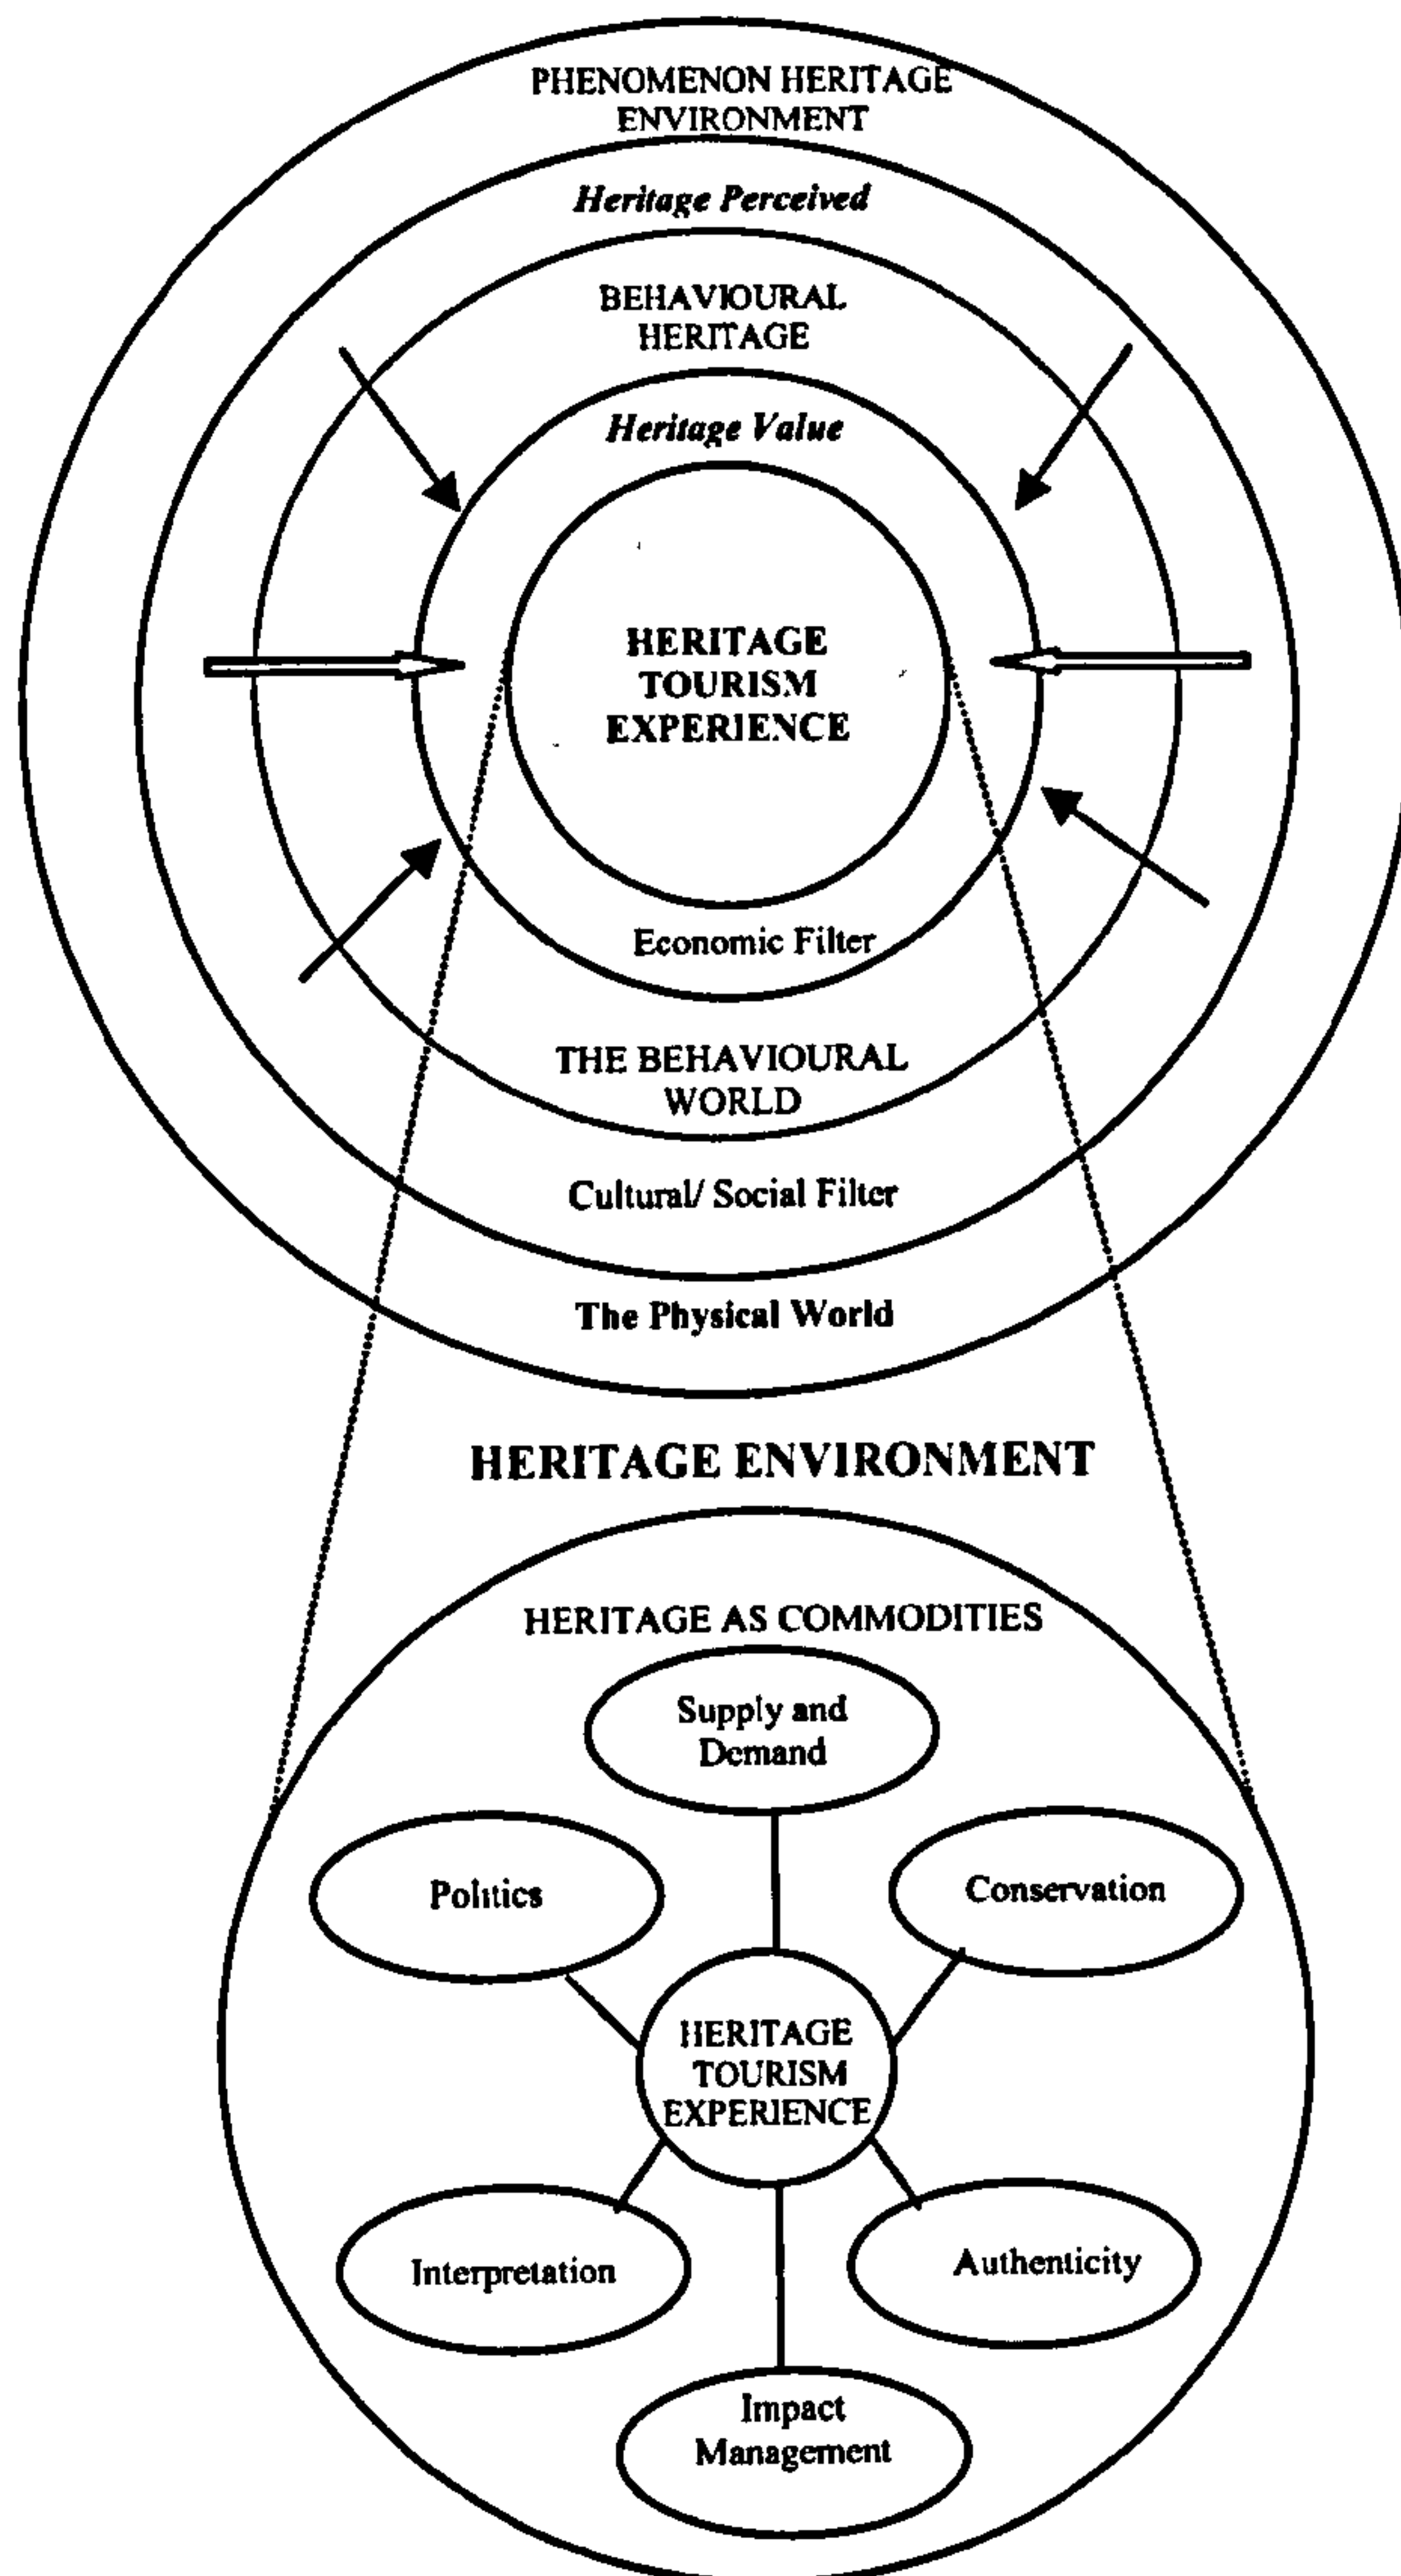 PHENOMENON HERITAGE
ENVIRONMENT
Heritage Perceived
BEHAVIOURAL
HERITAGE
Heritage Value
HERITAGE
TOURISM
EXPERIENCE
Economic Filter
THE BEHAVIOURAL
WORLD
Cultural/ Social Filter
The Physical World
HERITAGE ENVIRONMENT
HERITAGE AS COMMODITIES
Supply and
Demand
Politics
Conservation
HERITAGE
TOURISM
EXPERIENCE
Interpretation
Authenticity
Impact
Management